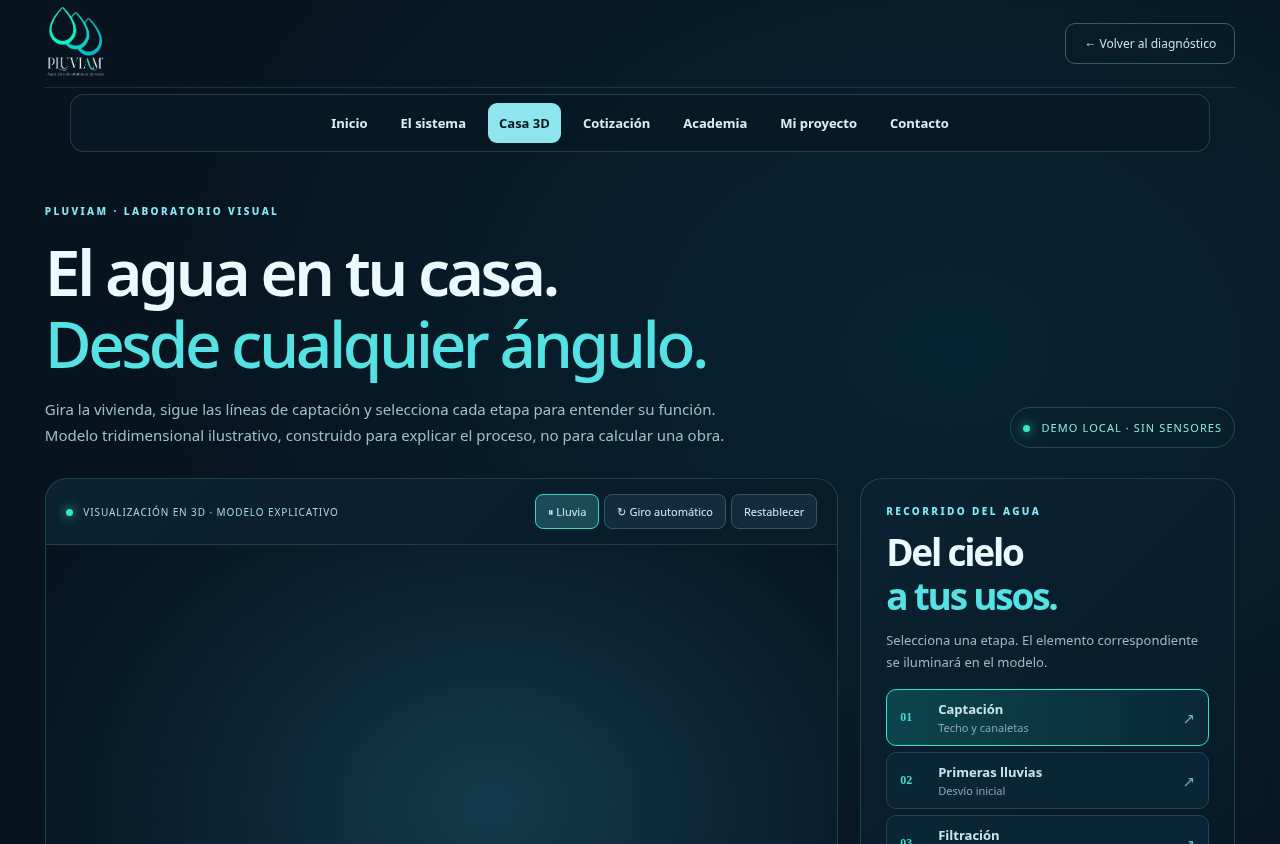 PLUVIAM
← Volver al diagnóstico
Inicio
El sistema
Casa 3D
Cotización
Academia
Mi proyecto
Contacto
PLUVIAM · LABORATORIO VISUAL
El agua en tu casa.
Desde cualquier ángulo.
Gira la vivienda, sigue las líneas de captación y selecciona cada etapa para entender su función.
Modelo tridimensional ilustrativo, construido para explicar el proceso, no para calcular una obra.
DEMO LOCAL · SIN SENSORES
VISUALIZACIÓN EN 3D · MODELO EXPLICATIVO
⏸ Lluvia
↻ Giro automático
Restablecer
RECORRIDO DEL AGUA
Del cielo
a tus usos.
Selecciona una etapa. El elemento correspondiente
se iluminará en el modelo.
01
Captación
Techo y canaletas
↗
02
Primeras lluvias
Desvío inicial
↗
03
Filtración